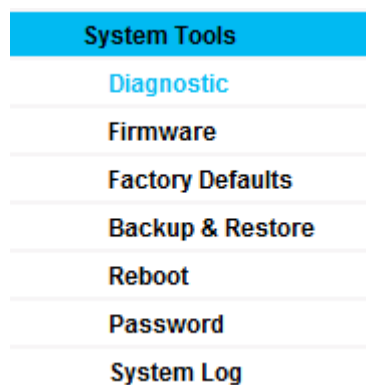 System Tools
Diagnostic
Firmware
Factory Defaults
Backup & Restore
Reboot
Password
System Log